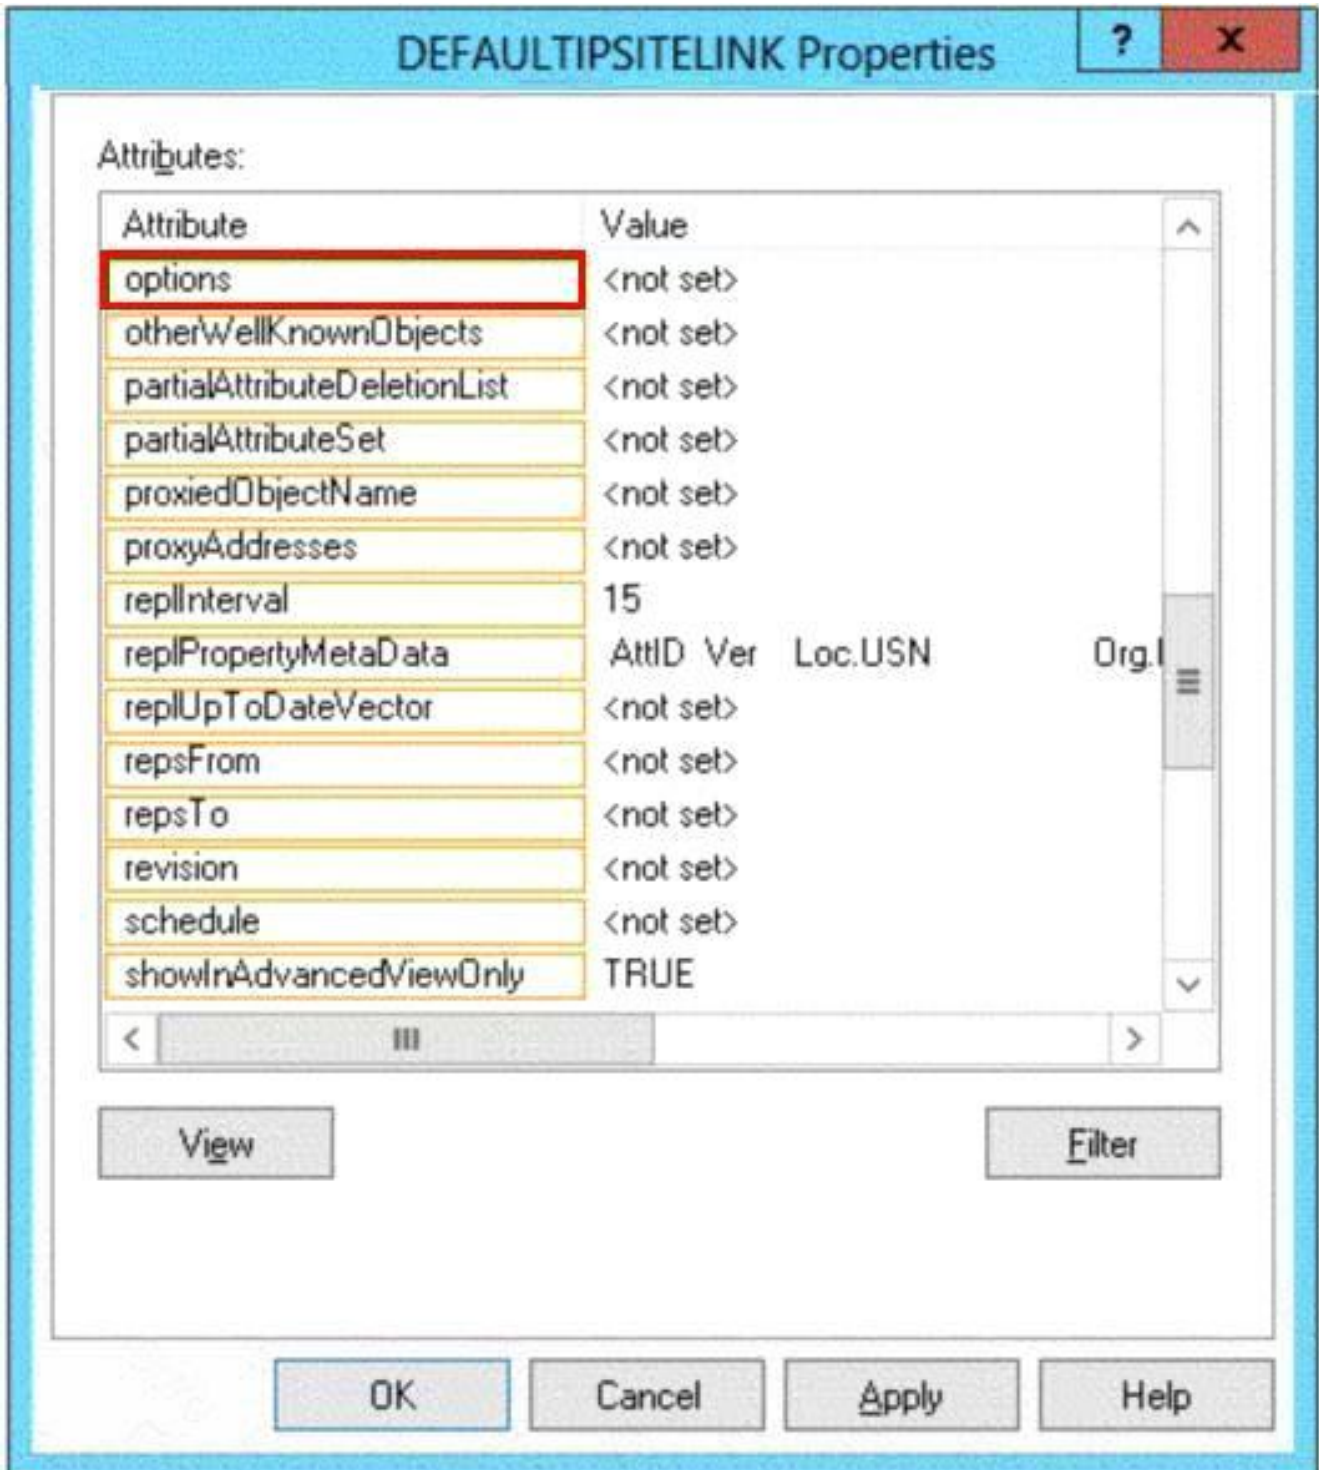 DEFAULTIPSITELINK Properties ? x
Attributes:
Attribute Value
options <not set>
otherWellKnownObjects <not set>
partialAttributeDeletionList <not set>
partialAttributeSet <not set>
proxiedObjectName <not set>
proxyAddresses <not set>
replInterval 15
replPropertyMetaData AttID Ver Loc.USN Org.
replUpToDateVector <not set>
repsFrom <not set>
repsTo <not set>
revision <not set>
schedule <not set>
showInAdvancedViewOnly TRUE
View Filter
OK Cancel Apply Help